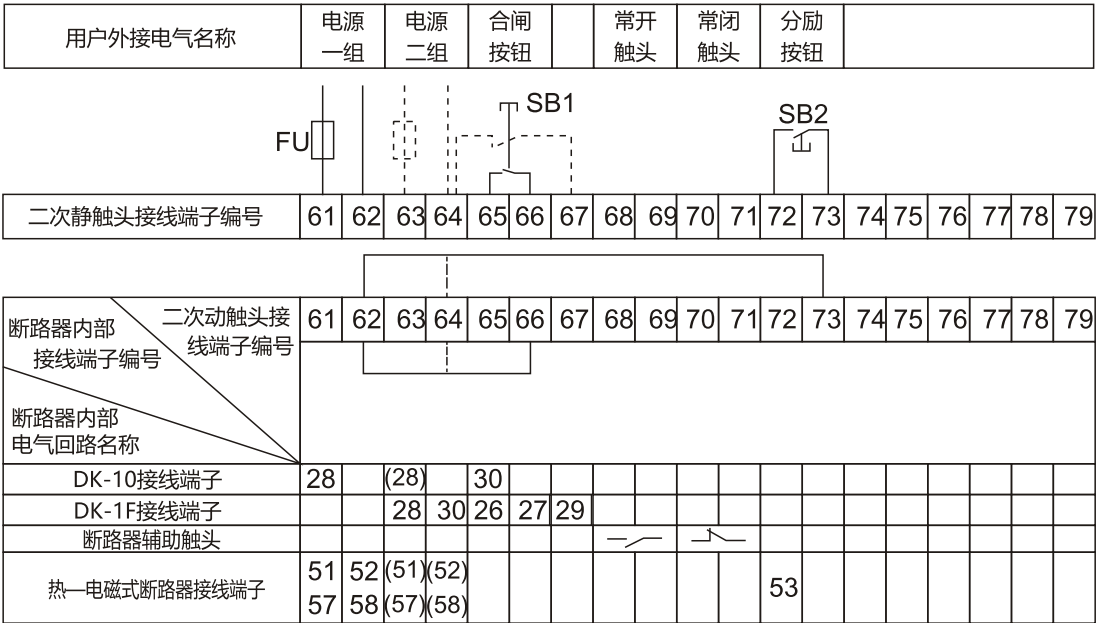 用户外接电气名称 电源一组 电源二组 合闸按钮 常开触头 常闭触头 分励按钮
FU SB1 SB2
二次静触头接线端子编号 61 62 63 64 65 66 67 68 69 70 71 72 73 74 75 76 77 78 79
断路器内部接线端子编号
二次动触头接线端子编号
61 62 63 64 65 66 67 68 69 70 71 72 73 74 75 76 77 78 79
断路器内部电气回路名称
DK-10接线端子 28 (28) 30
DK-1F接线端子 28 30 26 27 29
断路器辅助触头
热—电磁式断路器接线端子 51 52 (51) (52) 53
57 58 (57) (58)